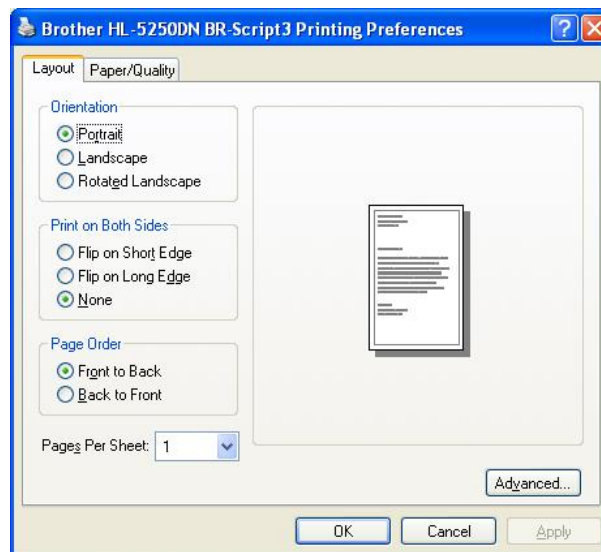 Brother HL-5250DN BR-Script3 Printing Preferences
Layout Paper/Quality
Orientation
Portrait
Landscape
Rotated Landscape
Print on Both Sides
Flip on Short Edge
Flip on Long Edge
None
Page Order
Front to Back
Back to Front
Pages Per Sheet: 1
Advanced...
OK Cancel Apply